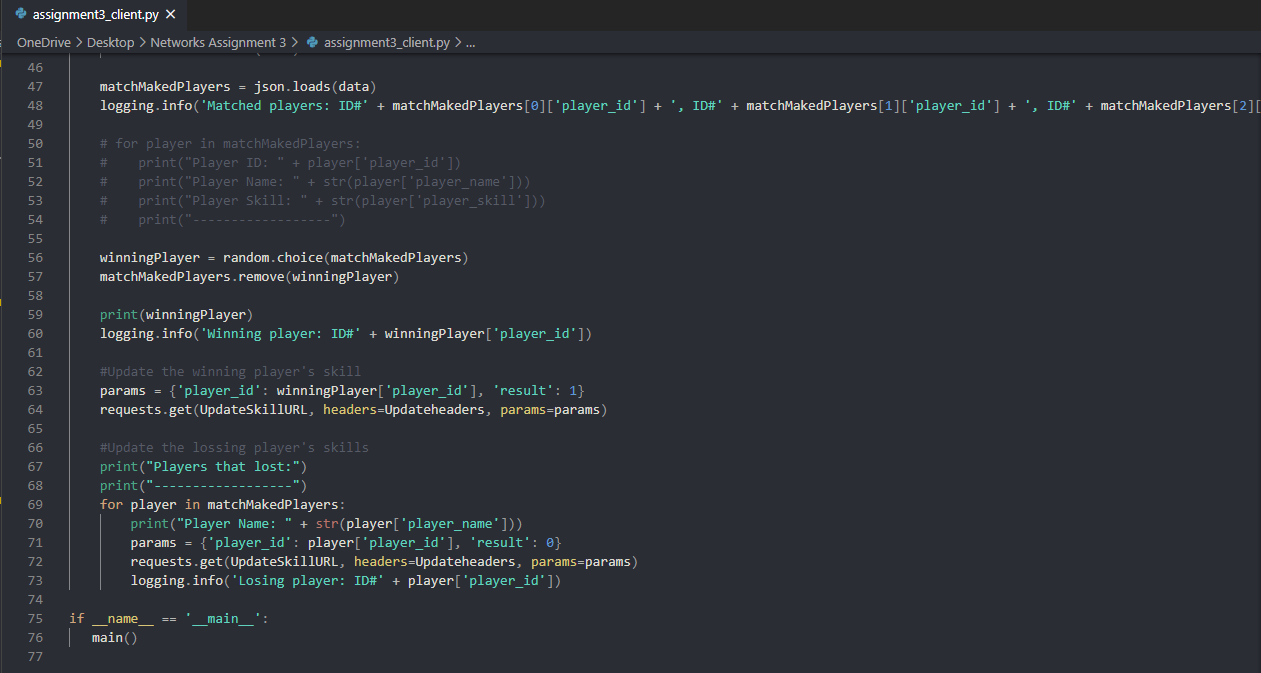 assignment3_client.py
OneDrive > Desktop > Networks Assignment 3 > assignment3_client.py > ...
46
47 matchMakedPlayers = json.loads(data)
48 logging.info('Matched players: ID#' + matchMakedPlayers[0]['player_id'] + ', ID#' + matchMakedPlayers[1]['player_id'] + ', ID#' + matchMakedPlayers[2][
49
50 # for player in matchMakedPlayers:
51 #    print("Player ID: " + player['player_id'])
52 #    print("Player Name: " + str(player['player_name']))
53 #    print("Player Skill: " + str(player['player_skill']))
54 #    print("------------------")
55
56 winningPlayer = random.choice(matchMakedPlayers)
57 matchMakedPlayers.remove(winningPlayer)
58
59 print(winningPlayer)
60 logging.info('Winning player: ID#' + winningPlayer['player_id'])
61
62 #Update the winning player's skill
63 params = {'player_id': winningPlayer['player_id'], 'result': 1}
64 requests.get(UpdateSkillURL, headers=Updateheaders, params=params)
65
66 #Update the lossing player's skills
67 print("Players that lost:")
68 print("------------------")
69 for player in matchMakedPlayers:
70     print("Player Name: " + str(player['player_name']))
71     params = {'player_id': player['player_id'], 'result': 0}
72     requests.get(UpdateSkillURL, headers=Updateheaders, params=params)
73     logging.info('Losing player: ID#' + player['player_id'])
74
75 if __name__ == '__main__':
76    main()
77